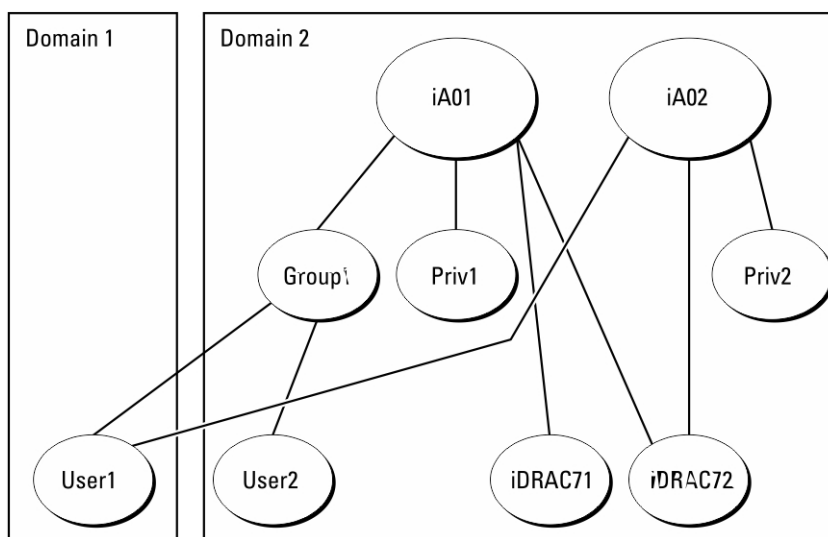 Domain 1
Domain 2
iA01
iA02
Group1
Priv1
Priv2
User1
User2
iDRAC71
iDRAC72